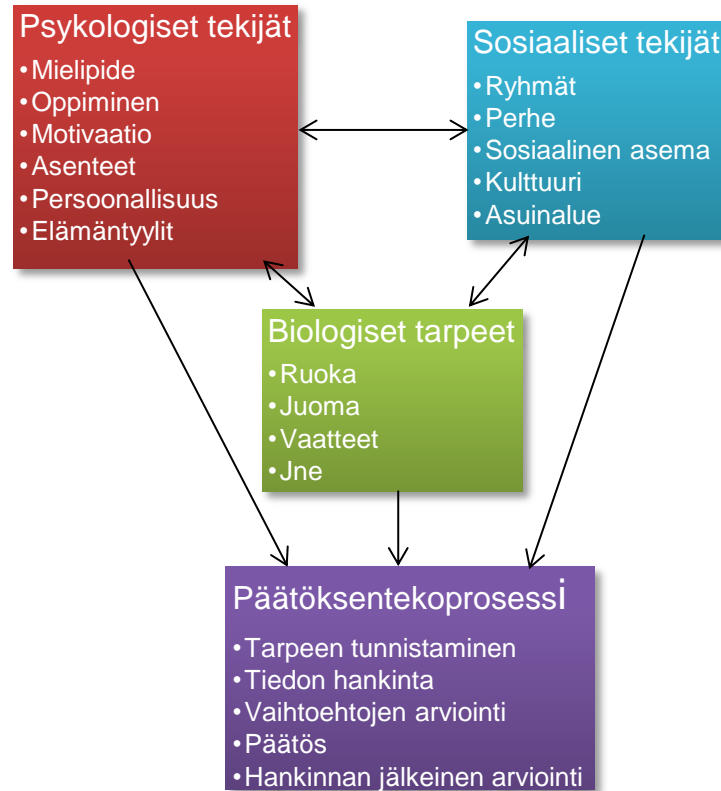 Psykologiset tekijät
•Mielipide
•Oppiminen
•Motivaatio
•Asenteet
•Persoonallisuus
•Elämäntyylit
Sosiaaliset tekijät
•Ryhmät
•Perhe
•Sosiaalinen asema
•Kulttuuri
•Asuinalue
Biologiset tarpeet
•Ruoka
•Juoma
•Vaatteet
•Jne
Päätöksentekoprosessi
•Tarpeen tunnistaminen
•Tiedon hankinta
•Vaihtoehtojen arviointi
•Päätös
•Hankinnan jälkeinen arviointi